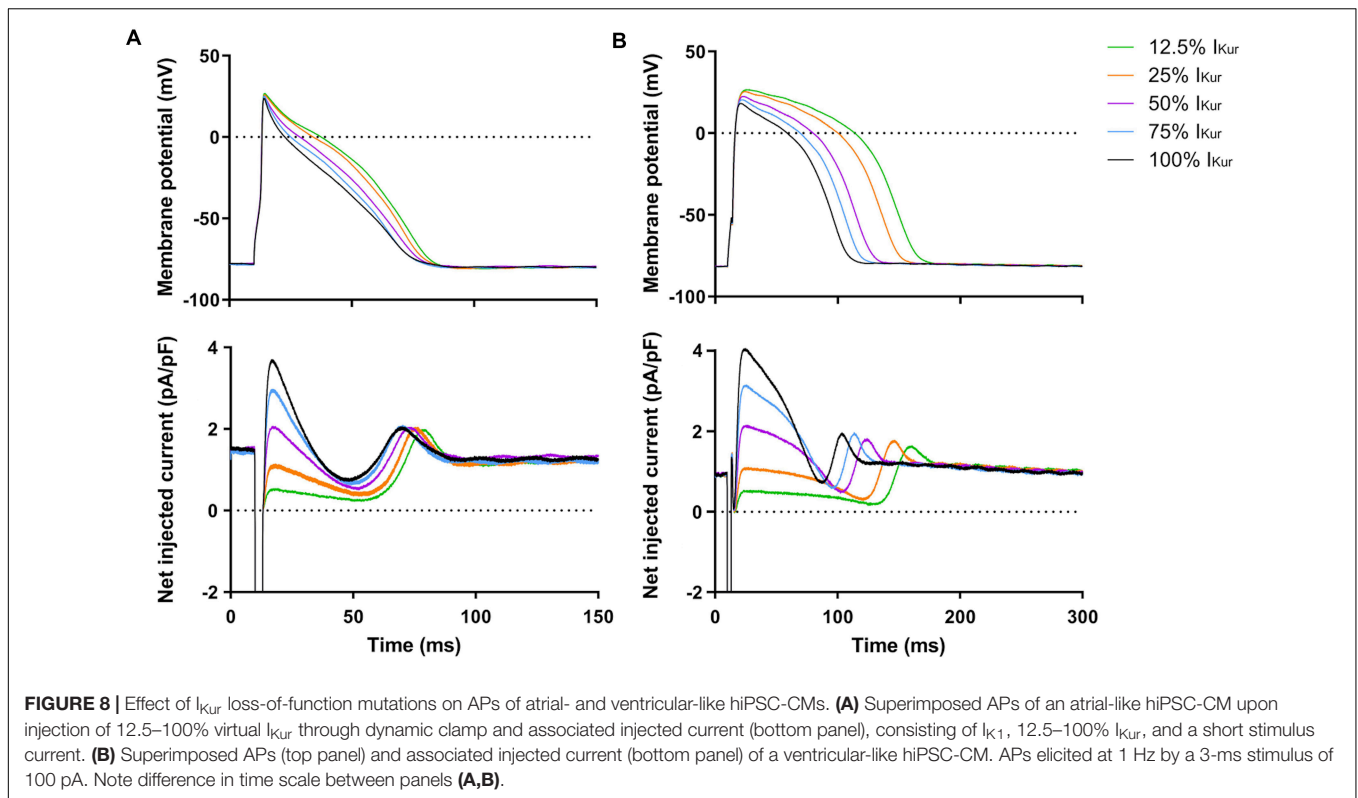 A
B
50
0
-50
-100
Membrane potential (mV)
50
0
-50
-100
Membrane potential (mV)
12.5% IKur
25% IKur
50% IKur
75% IKur
100% IKur
4
2
0
-2
Net injected current (pA/pF)
0 50 100 150
Time (ms)
4
2
0
-2
Net injected current (pA/pF)
0 100 200 300
Time (ms)
FIGURE 8 | Effect of IKur loss-of-function mutations on APs of atrial- and ventricular-like hiPSC-CMs. (A) Superimposed APs of an atrial-like hiPSC-CM upon
injection of 12.5–100% virtual IKur through dynamic clamp and associated injected current (bottom panel), consisting of IK1, 12.5–100% IKur, and a short stimulus
current. (B) Superimposed APs (top panel) and associated injected current (bottom panel) of a ventricular-like hiPSC-CM. APs elicited at 1 Hz by a 3-ms stimulus of
100 pA. Note difference in time scale between panels (A,B).